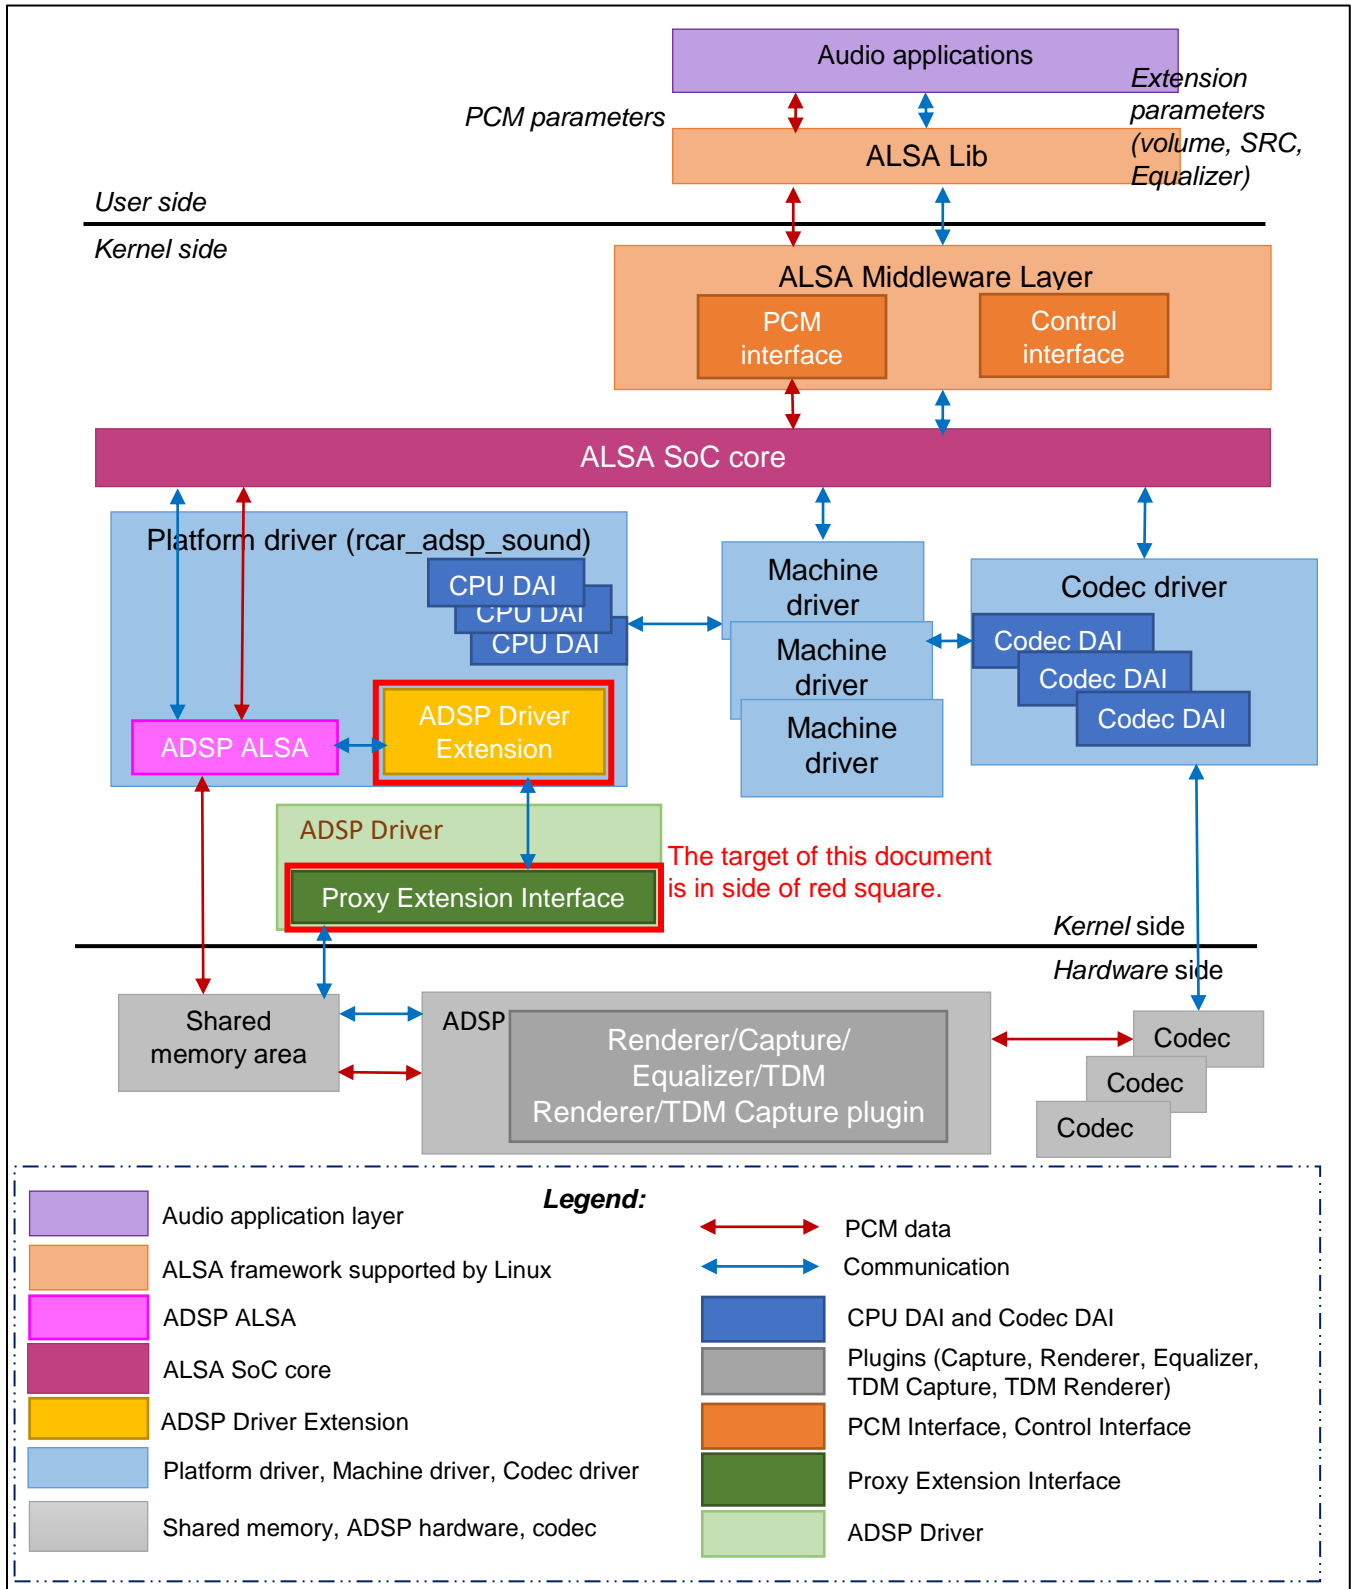 Audio applications
PCM parameters
Extension
parameters
(volume, SRC,
Equalizer)
ALSA Lib
User side
Kernel side
ALSA Middleware Layer
PCM
interface
Control
interface
ALSA SoC core
Platform driver (rcar_adsp_sound)
CPU DAI
CPU DAI
CPU DAI
Machine
driver
Machine
driver
Machine
driver
Codec driver
Codec DAI
Codec DAI
Codec DAI
ADSP ALSA
ADSP Driver
Extension
ADSP Driver
Proxy Extension Interface
The target of this document
is in side of red square.
Kernel side
Hardware side
Shared
memory area
ADSP
Renderer/Capture/
Equalizer/TDM
Renderer/TDM Capture plugin
Codec
Codec
Codec
Legend:
Audio application layer
ALSA framework supported by Linux
ADSP ALSA
ALSA SoC core
ADSP Driver Extension
Platform driver, Machine driver, Codec driver
Shared memory, ADSP hardware, codec
PCM data
Communication
CPU DAI and Codec DAI
Plugins (Capture, Renderer, Equalizer,
TDM Capture, TDM Renderer)
PCM Interface, Control Interface
Proxy Extension Interface
ADSP Driver